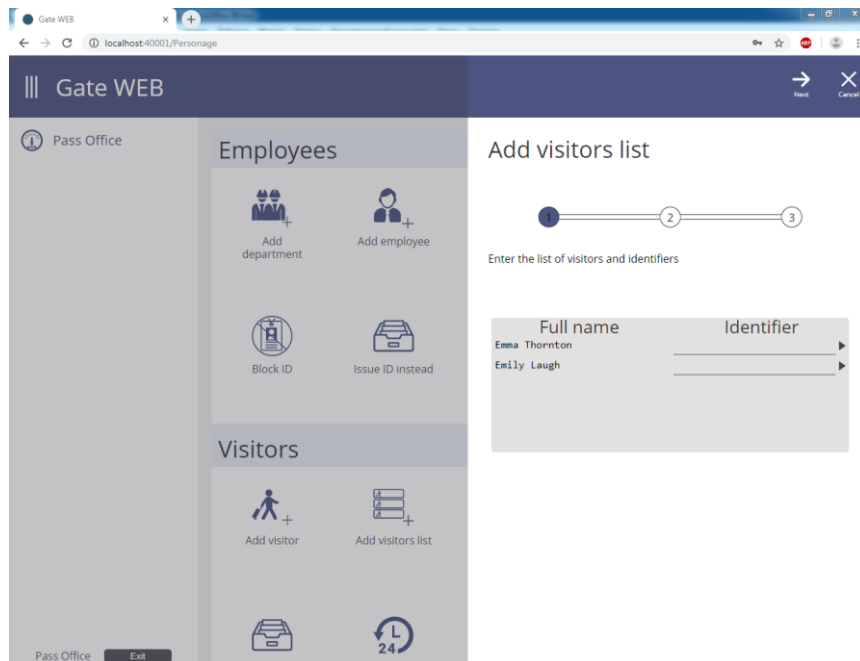 Gate WEB
localhost:40001/Personage
ABP
Gate WEB
Next
Cancel
Pass Office
Employees
Add
department
Add employee
Block ID
Issue ID instead
Visitors
Add visitor
Add visitors list
24
Pass Office
Exit
Add visitors list
1
2
3
Enter the list of visitors and identifiers
Full name Identifier
Emma Thornton
Emily Laugh